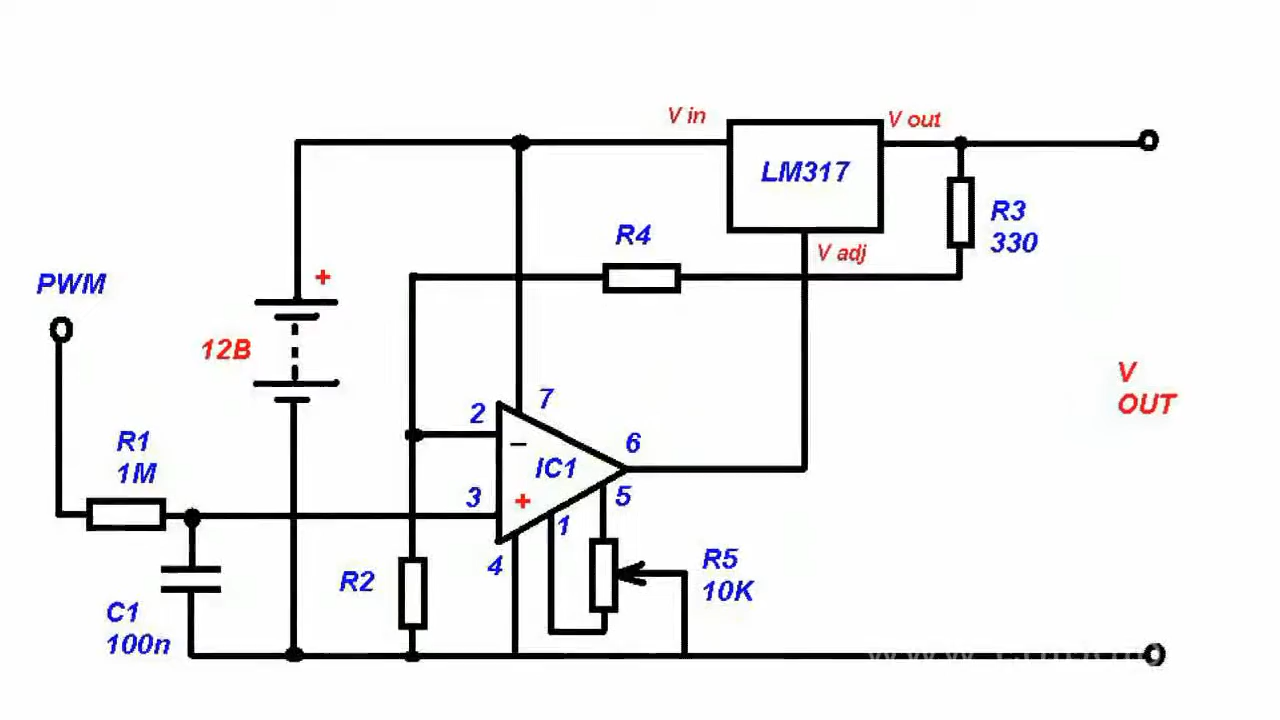 V in
V out
LM317
R4
R3
330
V adj
PWM
+
12B
V
OUT
2
7
6
R1
1M
−
IC1
3
+
5
1
4
R2
R5
10K
C1
100n